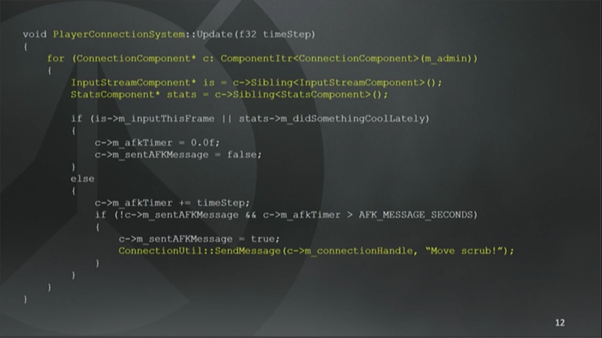 void PlayerConnectionSystem::Update(f32 timeStep)
{
for (ConnectionComponent* c: ComponentItr<ConnectionComponent>(m_admin))
{
InputStreamComponent* is = c->Sibling<InputStreamComponent>();
StatsComponent* stats = c->Sibling<StatsComponent>();
if (is->m_inputThisFrame || stats->m_didSomethingCoolLately)
{
c->m_afkTimer = 0.0f;
c->m_sentAFKMessage = false;
}
else
{
c->m_afkTimer += timeStep;
if (!c->m_sentAFKMessage && c->m_afkTimer > AFK_MESSAGE_SECONDS)
{
c->m_sentAFKMessage = true;
ConnectionUtil::SendMessage(c->m_connectionHandle, “Move scrub!”);
}
}
}
}
12